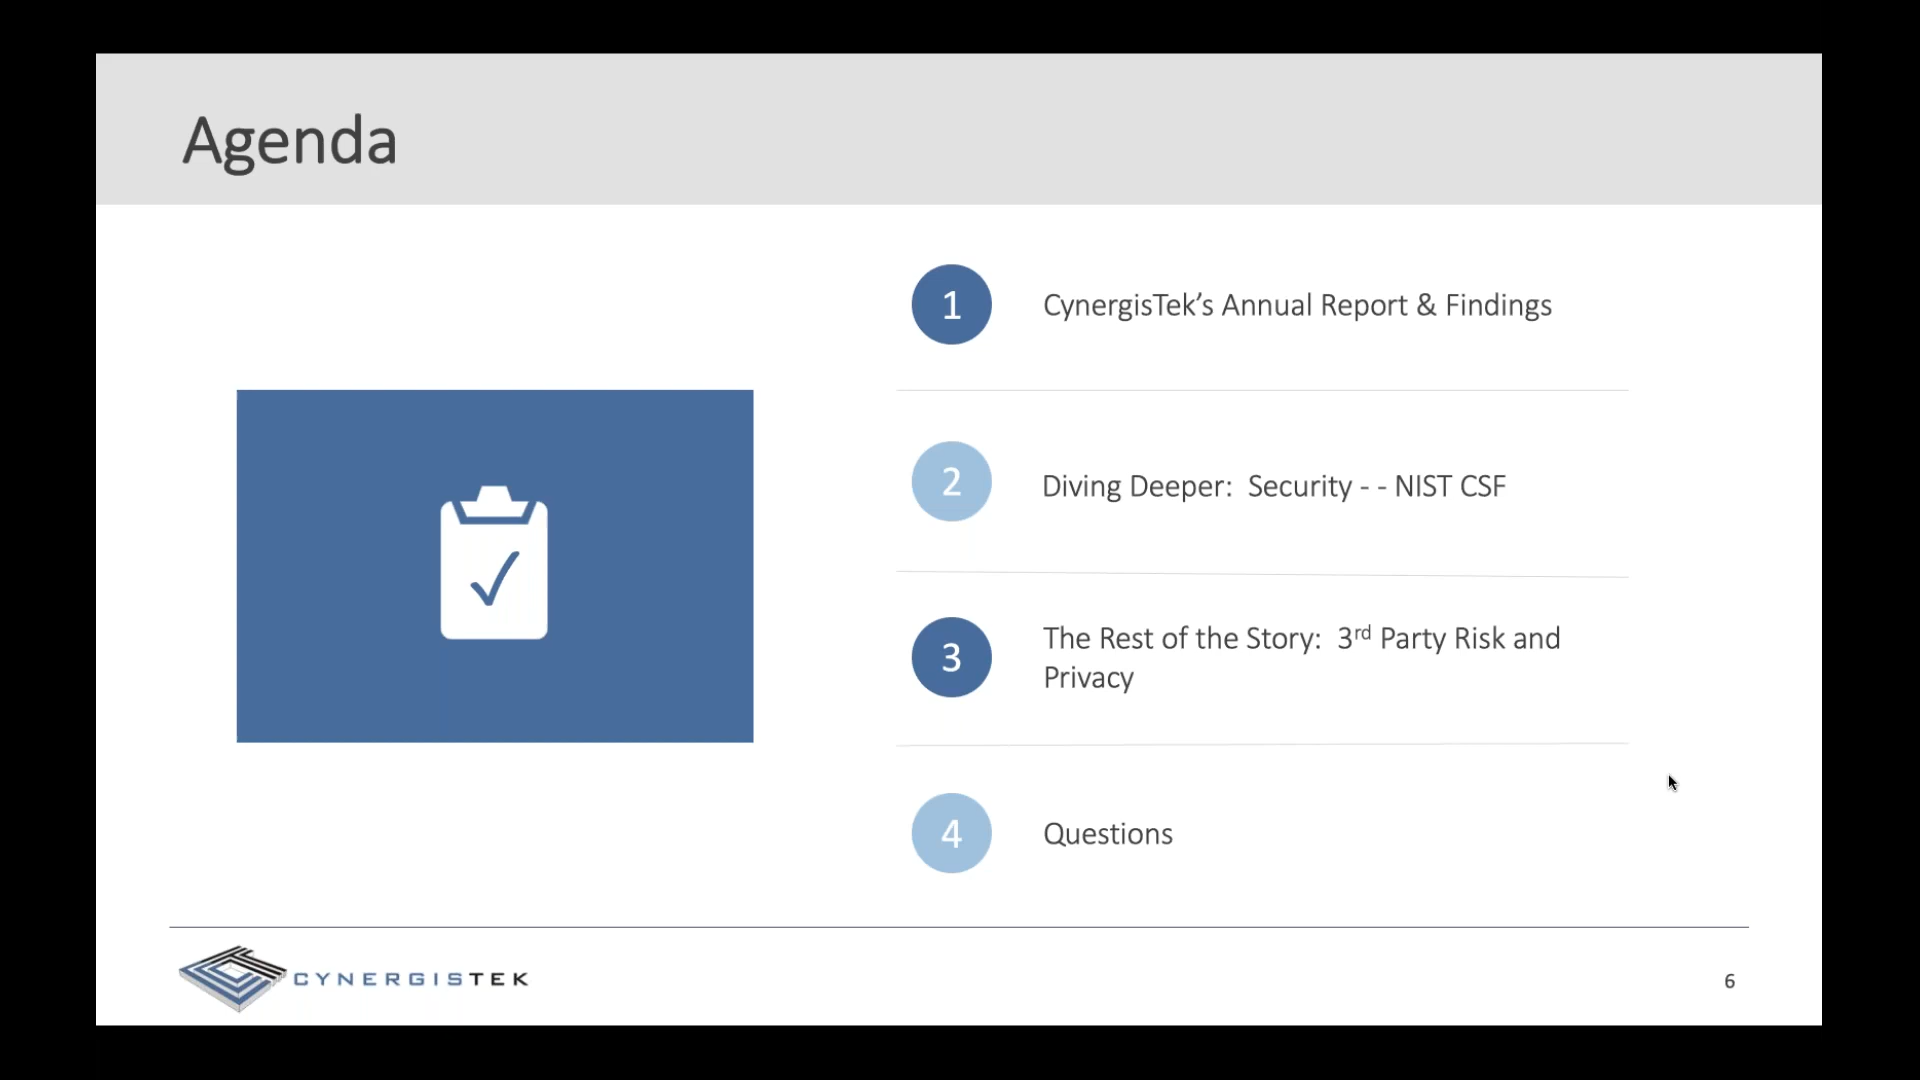 Agenda
1
CynergisTek’s Annual Report & Findings
2
Diving Deeper:  Security - - NIST CSF
3
The Rest of the Story:  3rd Party Risk and
Privacy
4
Questions
CYNERGISTEK
6